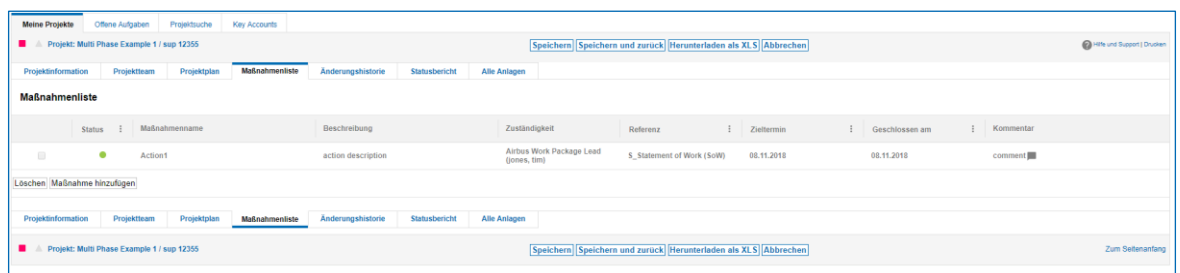 Meine Projekte Offene Aufgaben Projektsuche Key Accounts
Projekt: Multi Phase Example 1 / sup 12355 Speichern Speichern und zurück Herunterladen als XLS Abbrechen ? Hilfe und Support | Drucken
Projektinformation Projektteam Projektplan Maßnahmenliste Änderungshistorie Statusbericht Alle Anlagen
Maßnahmenliste
Status Maßnahmenname Beschreibung Zuständigkeit Referenz Zieltermin Geschlossen am Kommentar
Action1 action description Airbus Work Package Lead (jones, tim) S_Statement of Work (SoW) 08.11.2018 08.11.2018 comment
Löschen Maßnahme hinzufügen
Projektinformation Projektteam Projektplan Maßnahmenliste Änderungshistorie Statusbericht Alle Anlagen
Projekt: Multi Phase Example 1 / sup 12355 Speichern Speichern und zurück Herunterladen als XLS Abbrechen Zum Seitenanfang